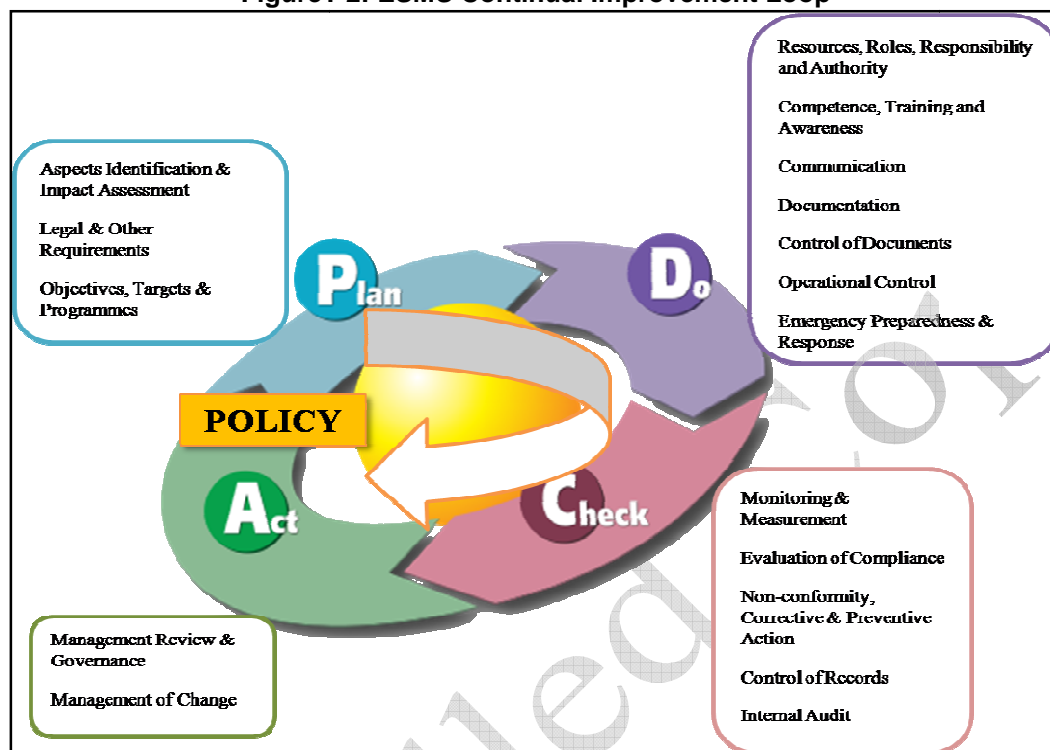 Resources, Roles, Responsibility
and Authority
Competence, Training and
Awareness
Communication
Documentation
Control of Documents
Operational Control
Emergency Preparedness &
Response
Aspects Identification &
Impact Assessment
Legal & Other
Requirements
Objectives, Targets &
Programmes
Plan
Do
POLICY
Act
Check
Monitoring &
Measurement
Evaluation of Compliance
Non-conformity,
Corrective & Preventive
Action
Control of Records
Internal Audit
Management Review &
Governance
Management of Change